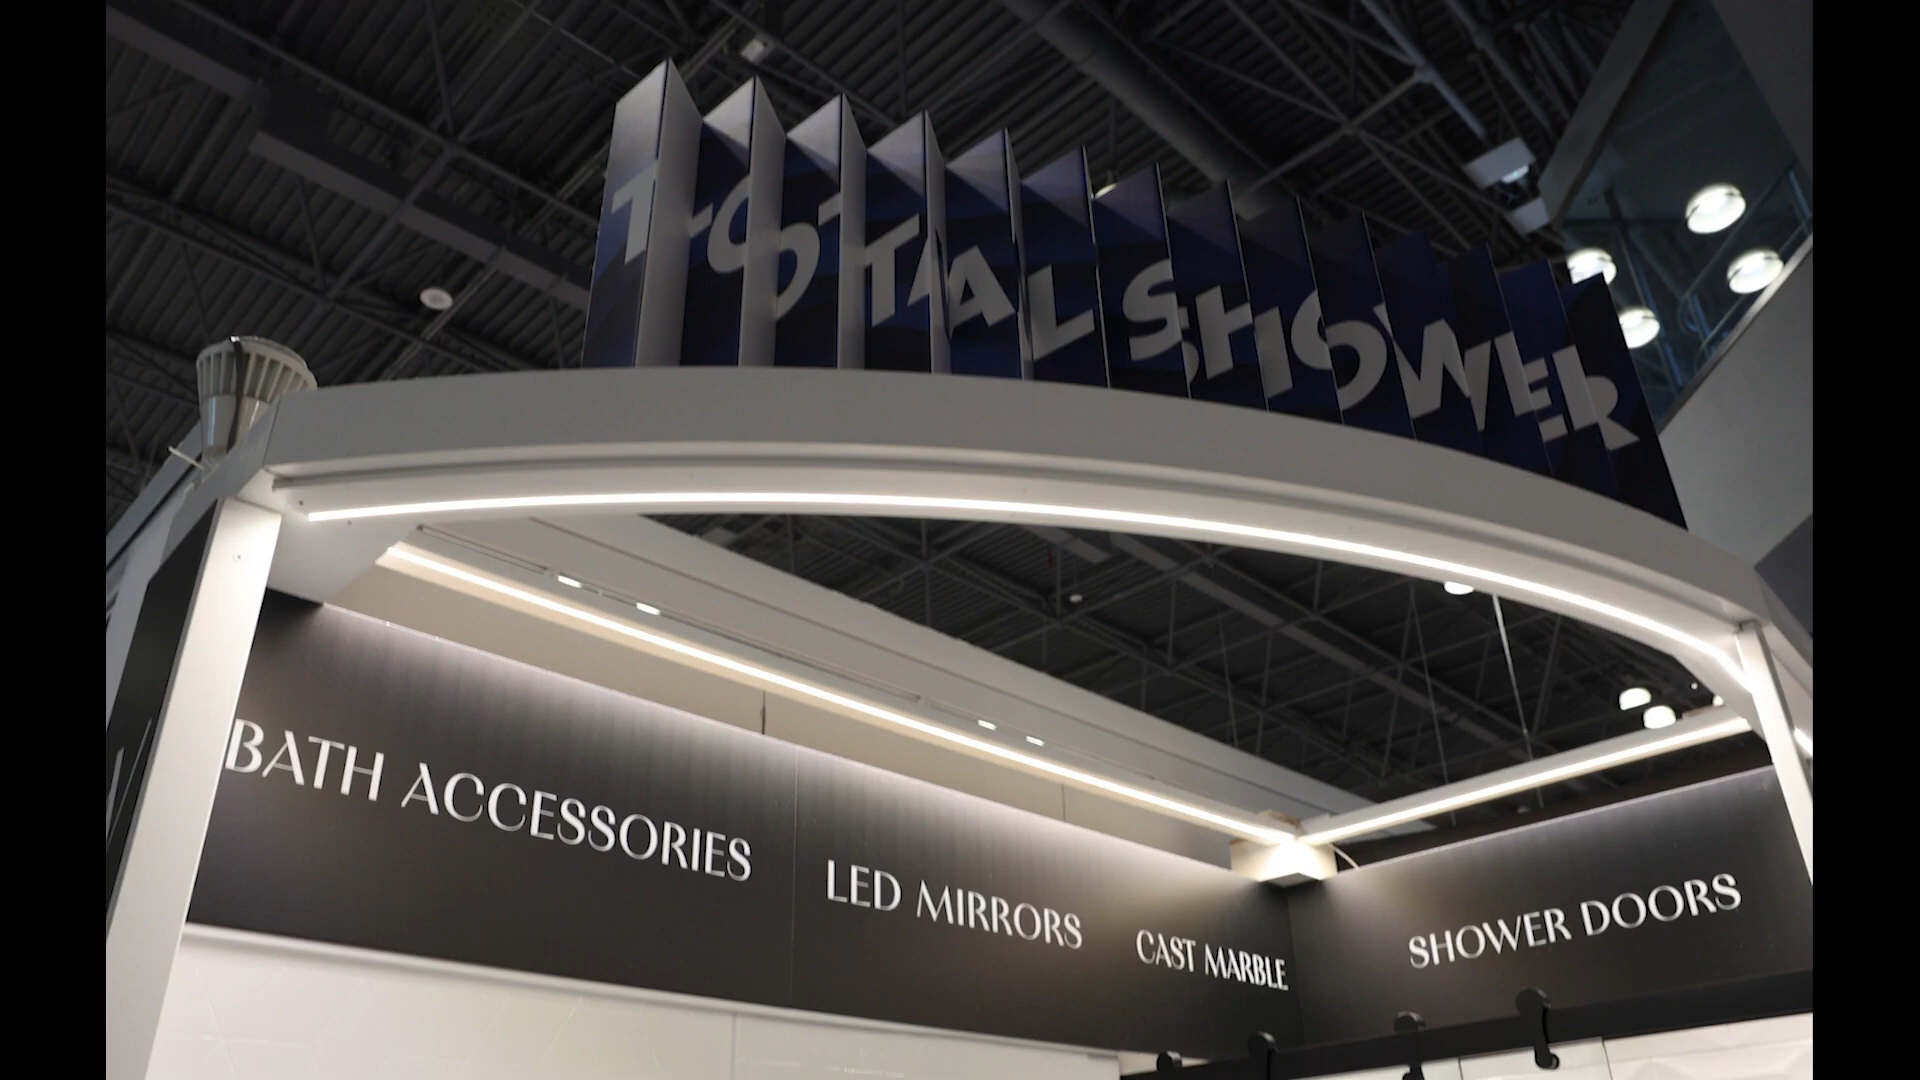 TOTAL SHOWER
BATH ACCESSORIES
LED MIRRORS
CAST MARBLE
SHOWER DOORS